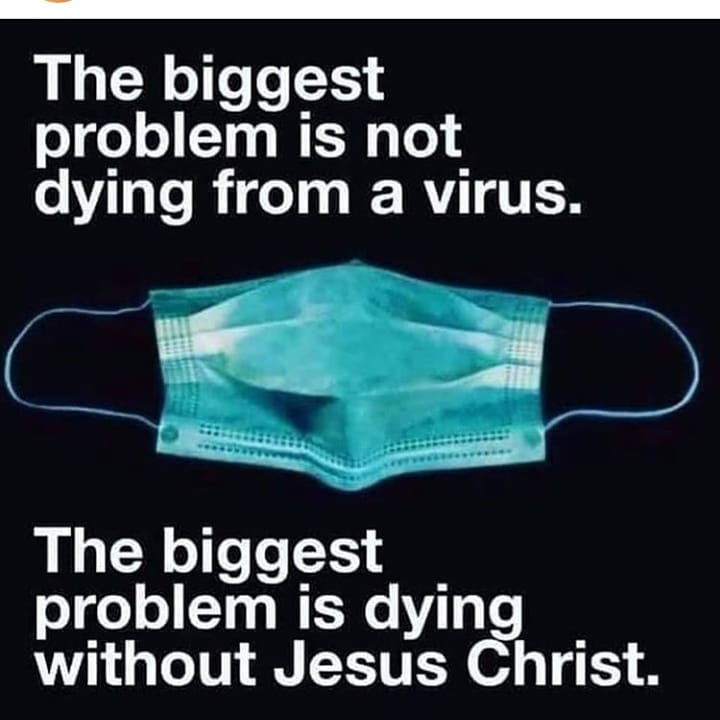 The biggest
problem is not
dying from a virus.
The biggest
problem is dying
without Jesus Christ.